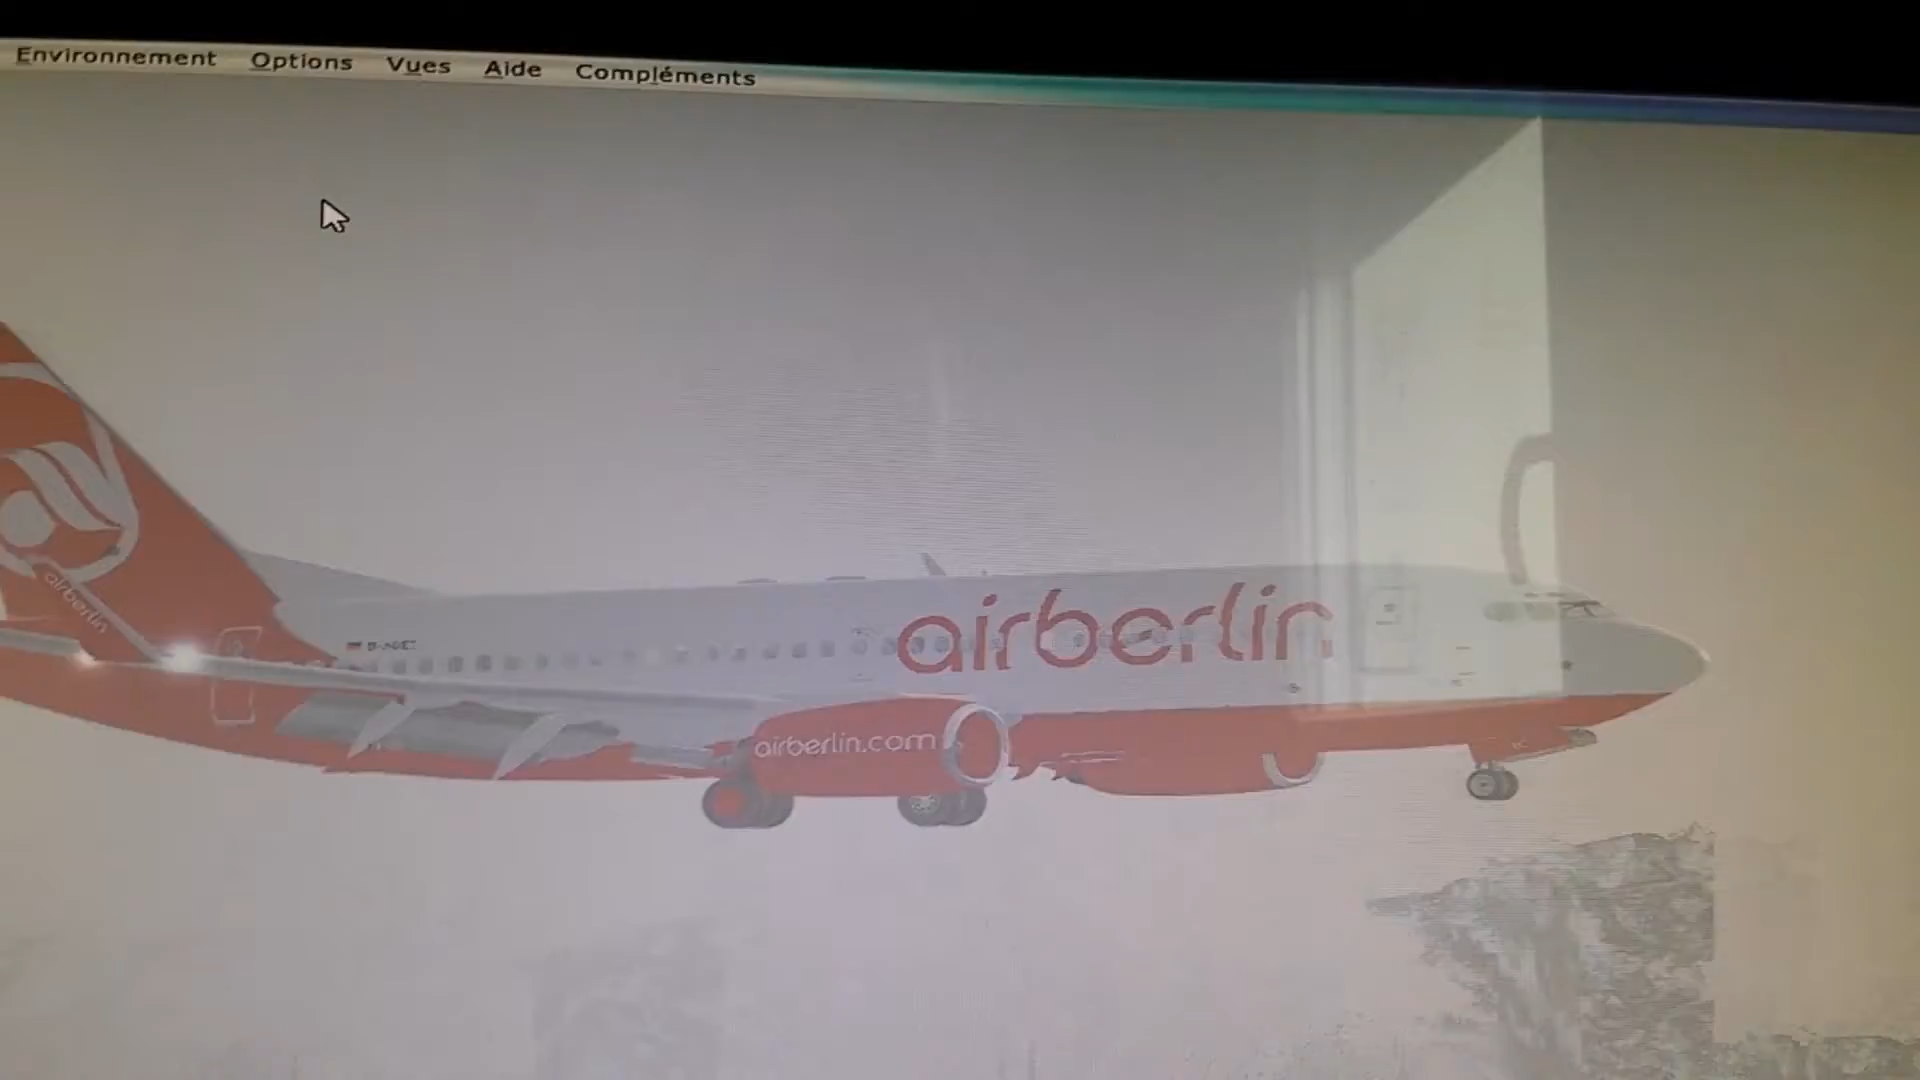 Environnement Options Vues Aide Compléments
airberlin
airberlin
airberlin.com